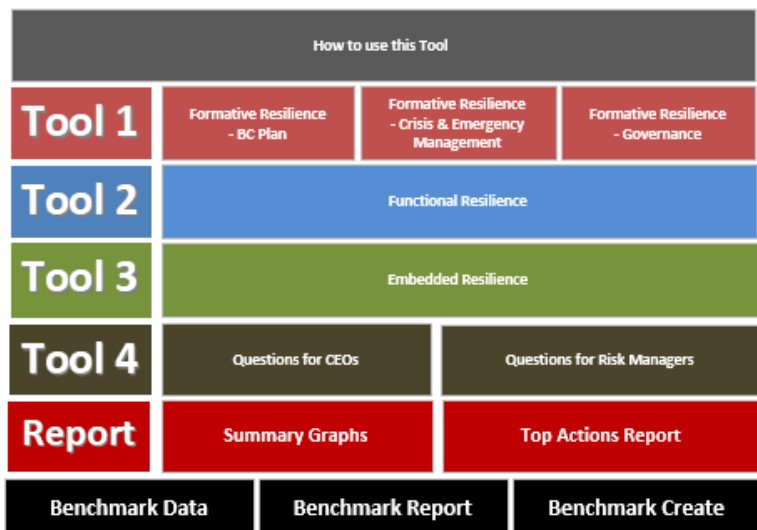 How to use this Tool
Tool 1
Formative Resilience
- BC Plan
Formative Resilience
- Crisis & Emergency
Management
Formative Resilience
- Governance
Tool 2
Functional Resilience
Tool 3
Embedded Resilience
Tool 4
Questions for CEOs
Questions for Risk Managers
Report
Summary Graphs
Top Actions Report
Benchmark Data
Benchmark Report
Benchmark Create